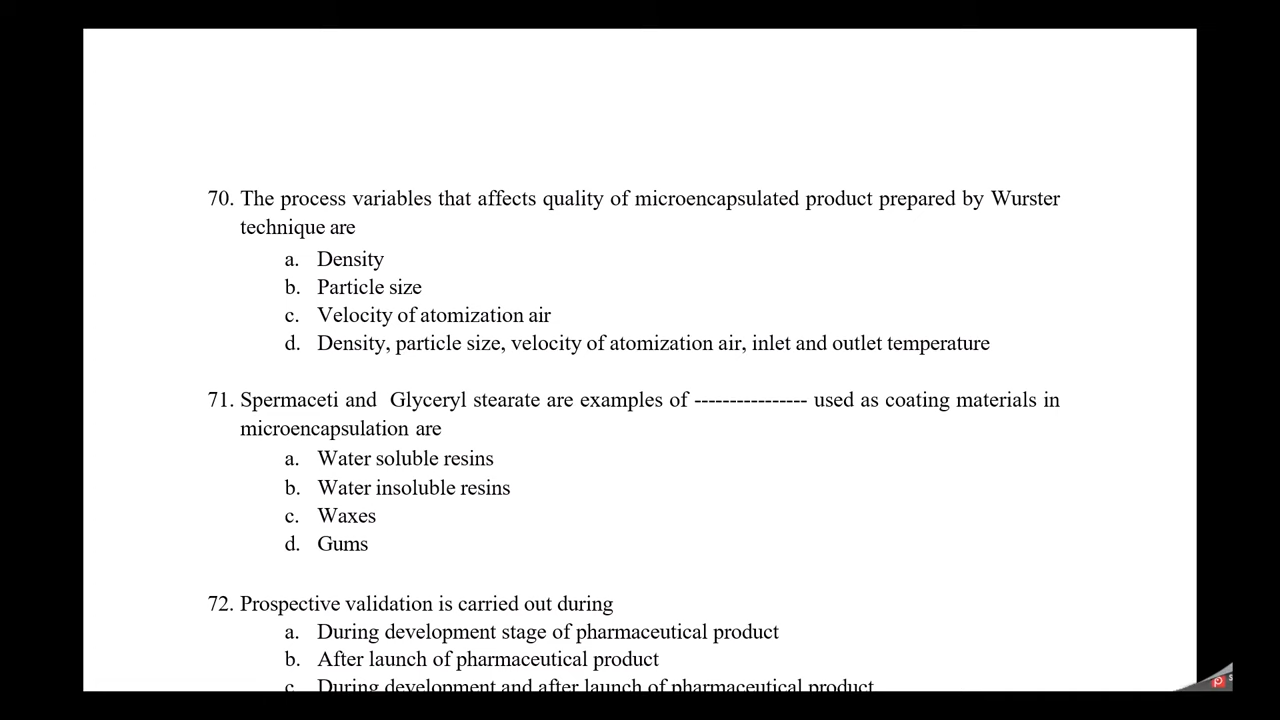 70. The process variables that affects quality of microencapsulated product prepared by Wurster
technique are
a. Density
b. Particle size
c. Velocity of atomization air
d. Density, particle size, velocity of atomization air, inlet and outlet temperature
71. Spermaceti and Glyceryl stearate are examples of ---------------- used as coating materials in
microencapsulation are
a. Water soluble resins
b. Water insoluble resins
c. Waxes
d. Gums
72. Prospective validation is carried out during
a. During development stage of pharmaceutical product
b. After launch of pharmaceutical product
c. During development and after launch of pharmaceutical product